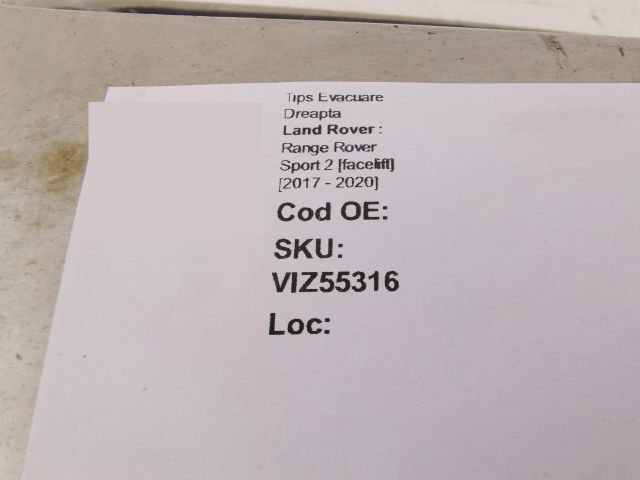 Tips Evacuare
Dreapta
Land Rover :
Range Rover
Sport 2 [facelift]
[2017 - 2020]
Cod OE:
SKU:
VIZ55316
Loc: